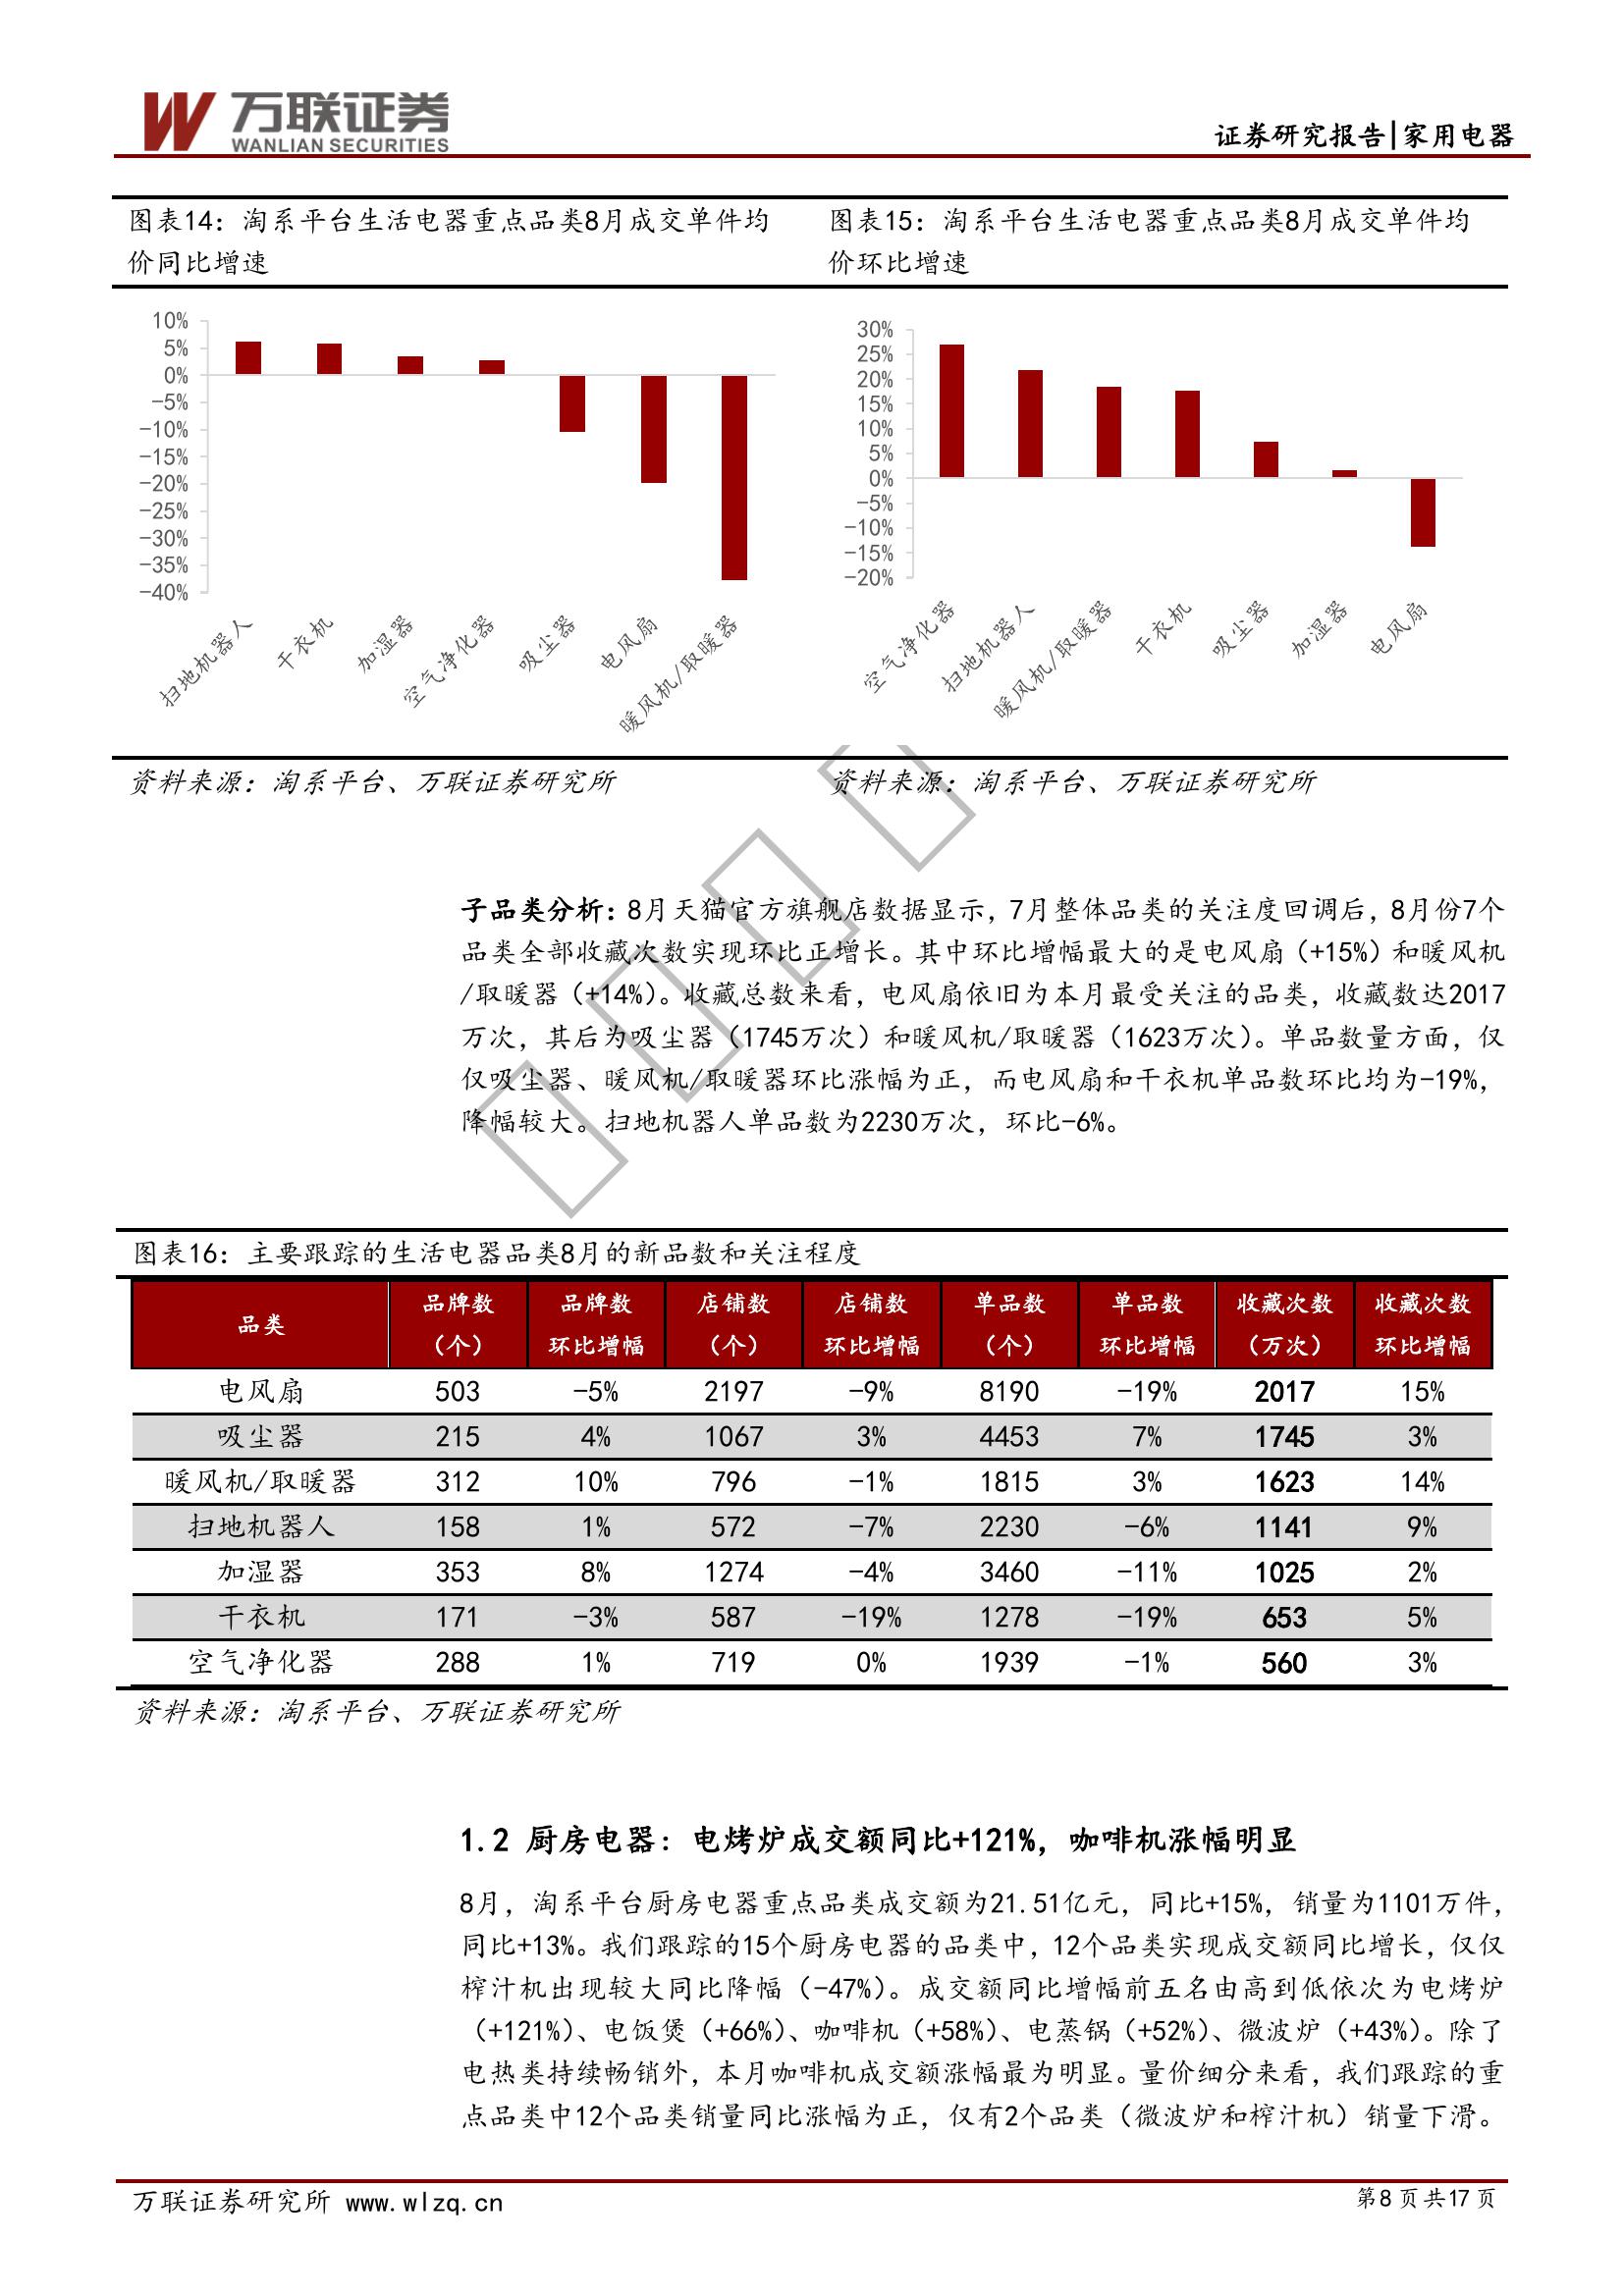 万联证券
WANLIAN SECURITIES
证券研究报告|家用电器
图表14：淘系平台生活电器重点品类8月成交单件均
价同比增速
图表15：淘系平台生活电器重点品类8月成交单件均
价环比增速
10%
5%
0%
-5%
-10%
-15%
-20%
-25%
-30%
-35%
-40%
扫地机器人
干衣机
加湿器
空气净化器
吸尘器
电风扇
暖风机/取暖器
30%
25%
20%
15%
10%
5%
0%
-5%
-10%
-15%
-20%
空气净化器
扫地机器人
暖风机/取暖器
干衣机
吸尘器
加湿器
电风扇
资料来源：淘系平台、万联证券研究所
资料来源：淘系平台、万联证券研究所
子品类分析：8月天猫官方旗舰店数据显示，7月整体品类的关注度回调后，8月份7个
品类全部收藏次数实现环比正增长。其中环比增幅最大的是电风扇（+15%）和暖风机
/取暖器（+14%）。收藏总数来看，电风扇依旧为本月最受关注的品类，收藏数达2017
万次，其后为吸尘器（1745万次）和暖风机/取暖器（1623万次）。单品数量方面，仅
仅吸尘器、暖风机/取暖器环比涨幅为正，而电风扇和干衣机单品数环比均为-19%，
降幅较大。扫地机器人单品数为2230万次，环比-6%。
图表16：主要跟踪的生活电器品类8月的新品数和关注程度
品类 品牌数（个） 品牌数环比增幅 店铺数（个） 店铺数环比增幅 单品数（个） 单品数环比增幅 收藏次数（万次） 收藏次数环比增幅
电风扇 503 -5% 2197 -9% 8190 -19% 2017 15%
吸尘器 215 4% 1067 3% 4453 7% 1745 3%
暖风机/取暖器 312 10% 796 -1% 1815 3% 1623 14%
扫地机器人 158 1% 572 -7% 2230 -6% 1141 9%
加湿器 353 8% 1274 -4% 3460 -11% 1025 2%
干衣机 171 -3% 587 -19% 1278 -19% 653 5%
空气净化器 288 1% 719 0% 1939 -1% 560 3%
资料来源：淘系平台、万联证券研究所
1.2 厨房电器：电烤炉成交额同比+121%，咖啡机涨幅明显
8月，淘系平台厨房电器重点品类成交额为21.51亿元，同比+15%，销量为1101万件，
同比+13%。我们跟踪的15个厨房电器的品类中，12个品类实现成交额同比增长，仅仅
榨汁机出现较大同比降幅（-47%）。成交额同比增幅前五名由高到低依次为电烤炉
（+121%）、电饭煲（+66%）、咖啡机（+58%）、电蒸锅（+52%）、微波炉（+43%）。除了
电热类持续畅销外，本月咖啡机成交额涨幅最为明显。量价细分来看，我们跟踪的重
点品类中12个品类销量同比涨幅为正，仅有2个品类（微波炉和榨汁机）销量下滑。
万联证券研究所 www.wlzq.cn
第8页共17页